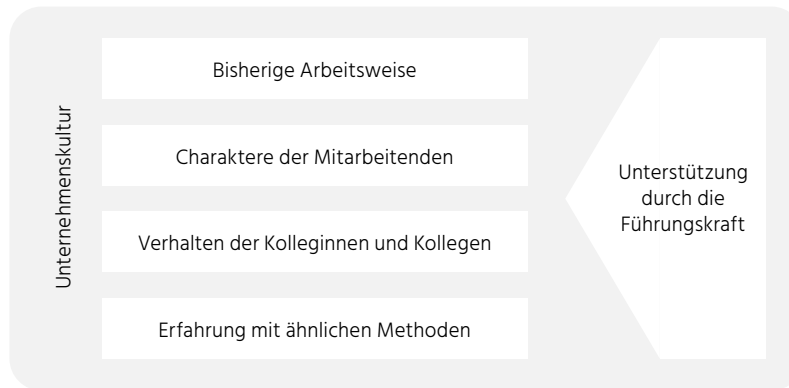 Unternehmenskultur
Bisherige Arbeitsweise
Charaktere der Mitarbeitenden
Verhalten der Kolleginnen und Kollegen
Erfahrung mit ähnlichen Methoden
Unterstützung
durch die
Führungskraft